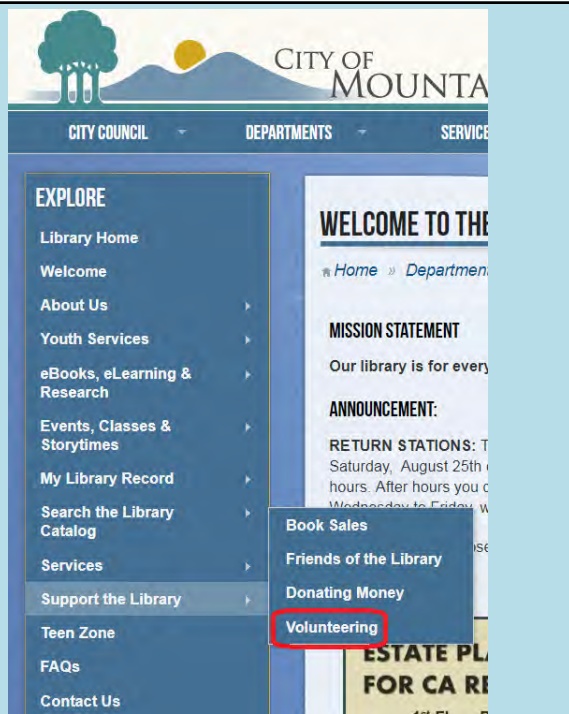 CITY OF
MOUNTA
CITY COUNCIL DEPARTMENTS SERVICE
EXPLORE
Library Home
Welcome
About Us
Youth Services
eBooks, eLearning &
Research
Events, Classes &
Storytimes
My Library Record
Search the Library
Catalog
Services
Support the Library
Teen Zone
FAQs
Contact Us
Book Sales
Friends of the Library
Donating Money
Volunteering
WELCOME TO THE
Home » Departmen
MISSION STATEMENT
Our library is for every
ANNOUNCEMENT:
RETURN STATIONS: T
Saturday, August 25th
hours. After hours you c
Wednesday to Friday, w
ose
ESTATE PLA
FOR CA RE